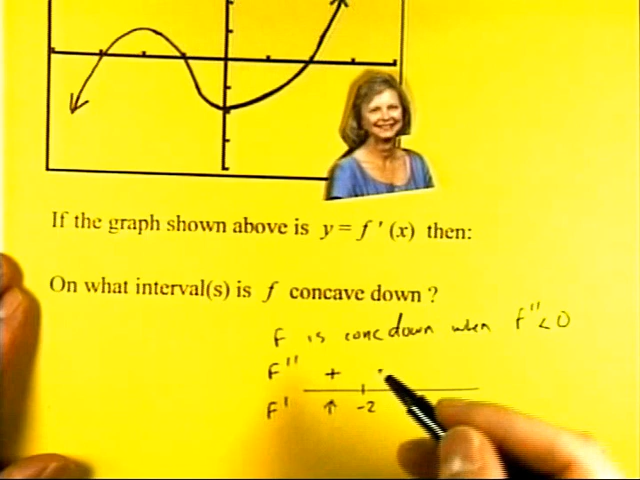 If the graph shown above is y = f ' (x) then:
On what interval(s) is f concave down ?
f is conc down when f" < 0
f" +
f' ↑ -2